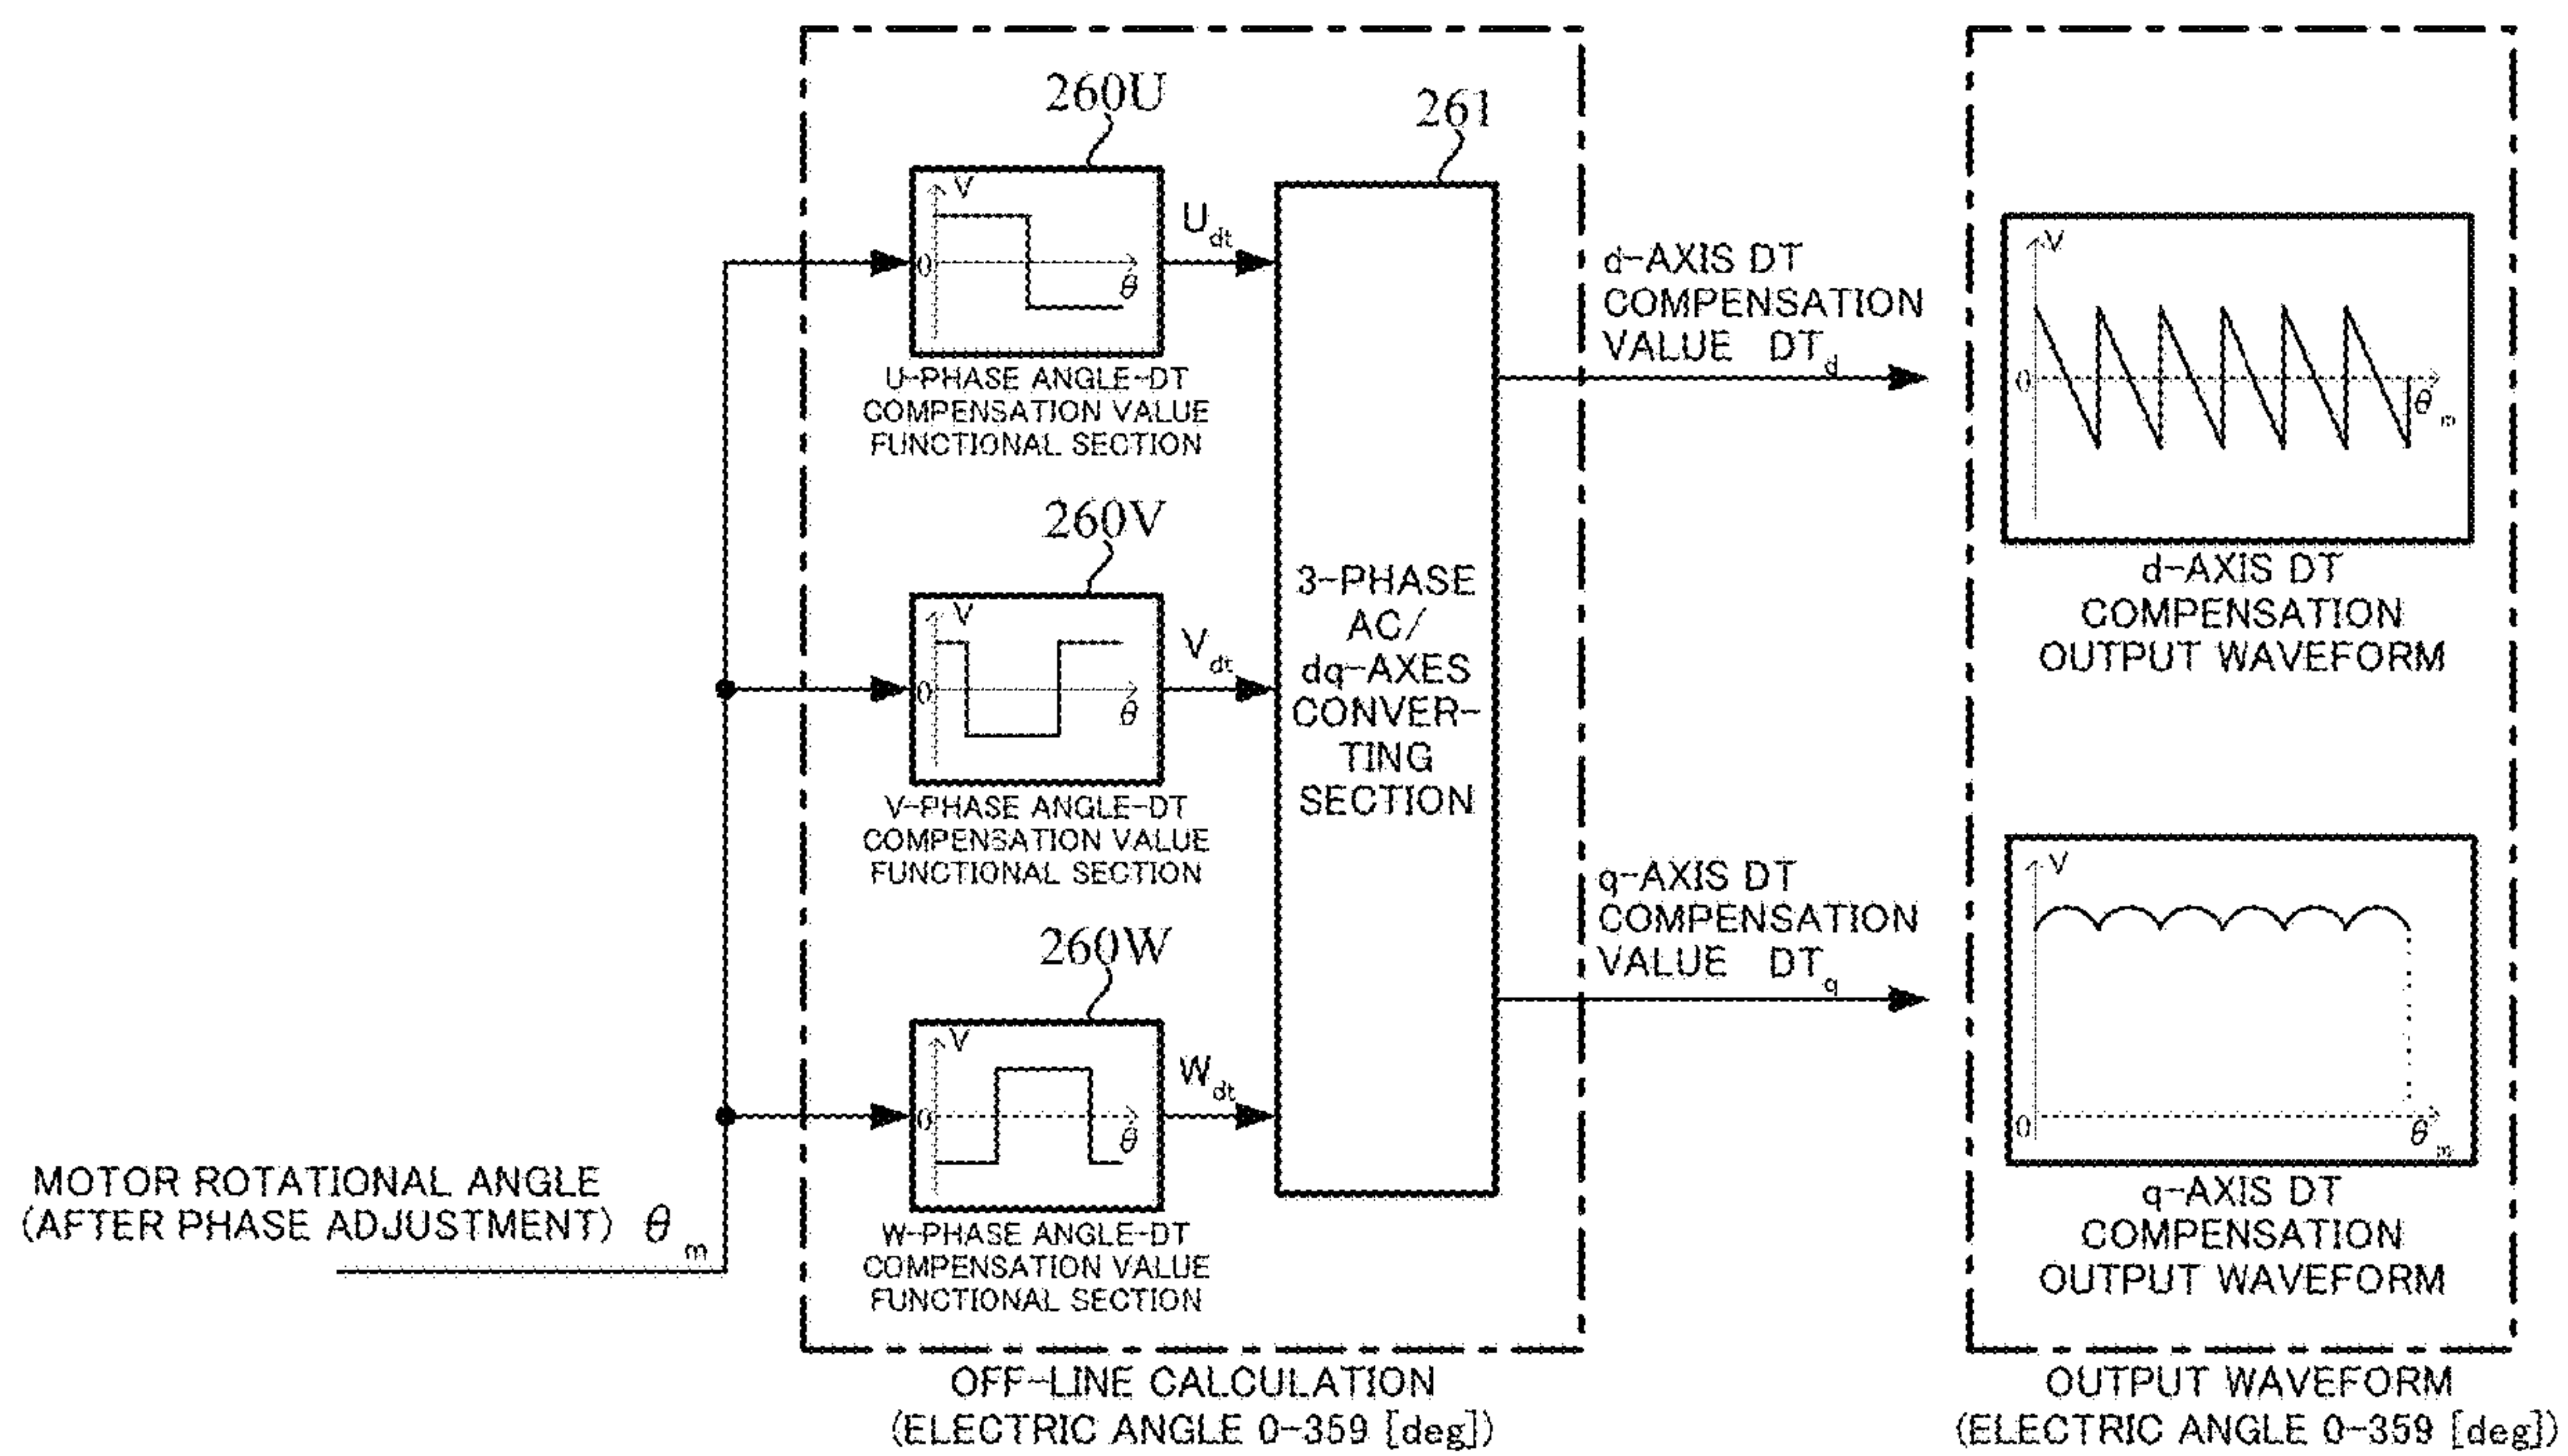 260U
261
V
0
θ
U-PHASE ANGLE-DT
COMPENSATION VALUE
FUNCTIONAL SECTION
U dt
260V
V
0
θ
V-PHASE ANGLE-DT
COMPENSATION VALUE
FUNCTIONAL SECTION
V dt
260W
V
0
θ
W-PHASE ANGLE-DT
COMPENSATION VALUE
FUNCTIONAL SECTION
W dt
3-PHASE
AC/
dq-AXES
CONVER-
TING
SECTION
MOTOR ROTATIONAL ANGLE
(AFTER PHASE ADJUSTMENT) θ m
OFF-LINE CALCULATION
(ELECTRIC ANGLE 0-359 [deg])
d-AXIS DT
COMPENSATION
VALUE DT d
q-AXIS DT
COMPENSATION
VALUE DT q
V
0
θ m
d-AXIS DT
COMPENSATION
OUTPUT WAVEFORM
V
0
θ m
q-AXIS DT
COMPENSATION
OUTPUT WAVEFORM
OUTPUT WAVEFORM
(ELECTRIC ANGLE 0-359 [deg])